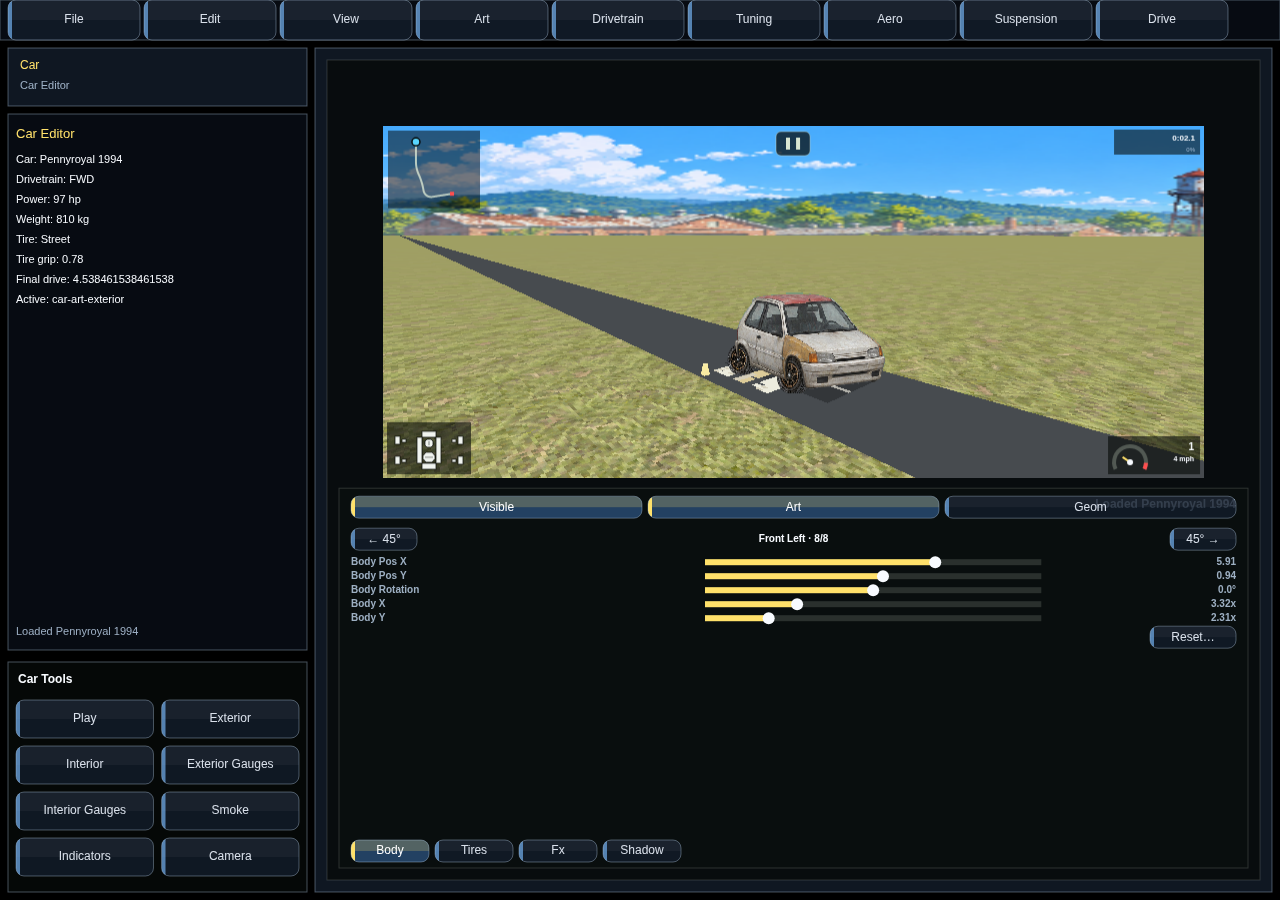 File
Edit
View
Art
Drivetrain
Tuning
Aero
Suspension
Drive
Car
Car Editor
Car Editor
Car: Pennyroyal 1994
Drivetrain: FWD
Power: 97 hp
Weight: 810 kg
Tire: Street
Tire grip: 0.78
Final drive: 4.538461538461538
Active: car-art-exterior
Loaded Pennyroyal 1994
Car Tools
Play
Exterior
Interior
Exterior Gauges
Interior Gauges
Smoke
Indicators
Camera
0:02.1
0%
1
4 mph
Visible
Art
Geom
Loaded Pennyroyal 1994
← 45°
Front Left · 8/8
45° →
Body Pos X
5.91
Body Pos Y
0.94
Body Rotation
0.0°
Body X
3.32x
Body Y
2.31x
Reset…
Body
Tires
Fx
Shadow